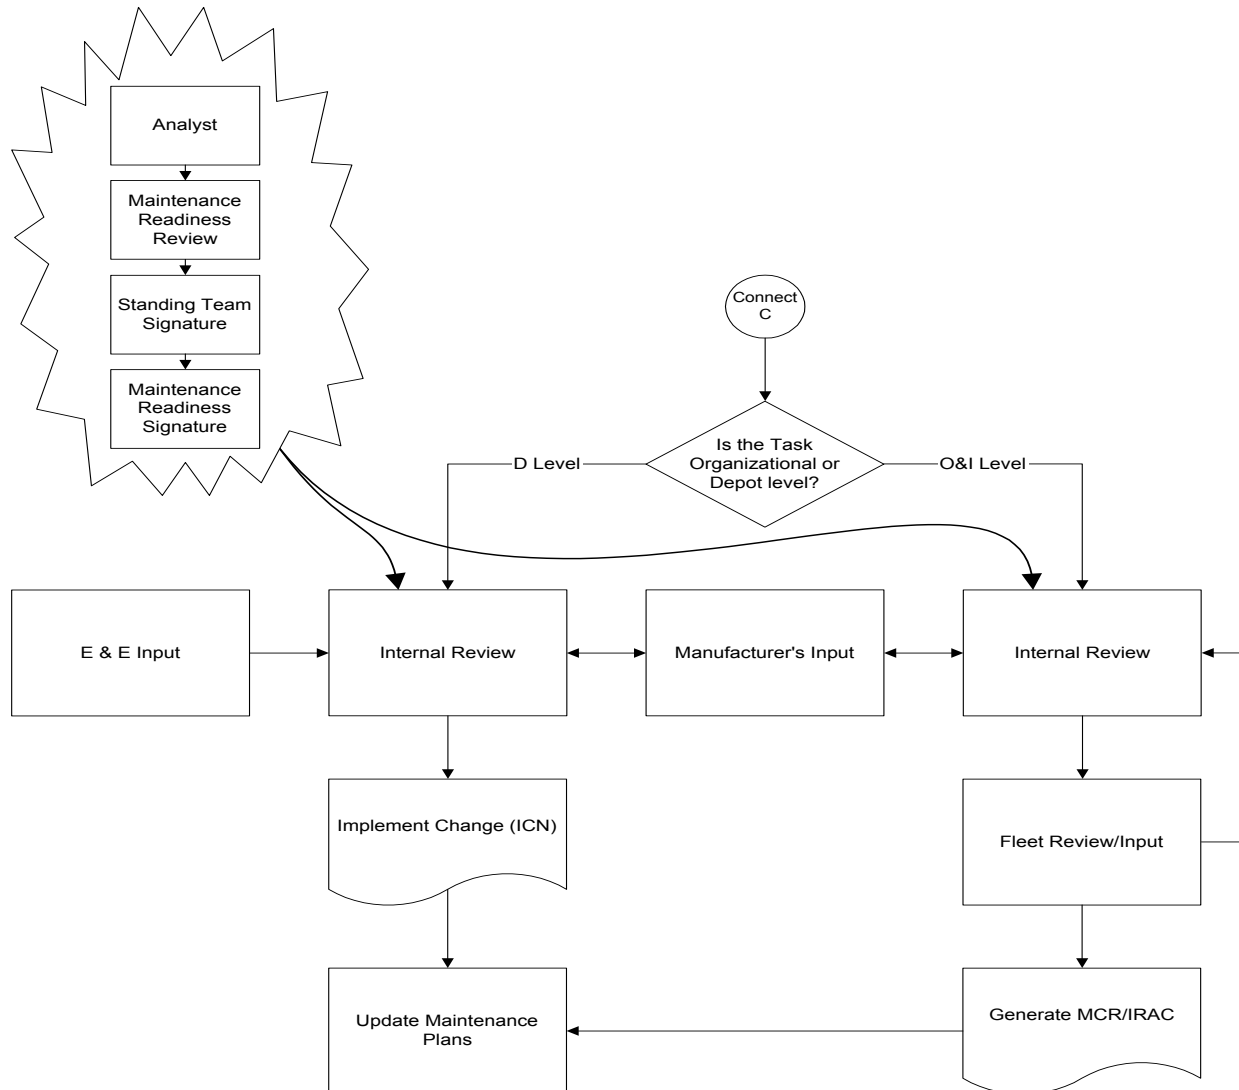 Analyst
Maintenance
Readiness
Review
Standing Team
Signature
Maintenance
Readiness
Signature
Connect
C
Is the Task
Organizational or
Depot level?
D Level
O&I Level
E & E Input
Internal Review
Manufacturer's Input
Internal Review
Implement Change (ICN)
Fleet Review/Input
Update Maintenance
Plans
Generate MCR/IRAC